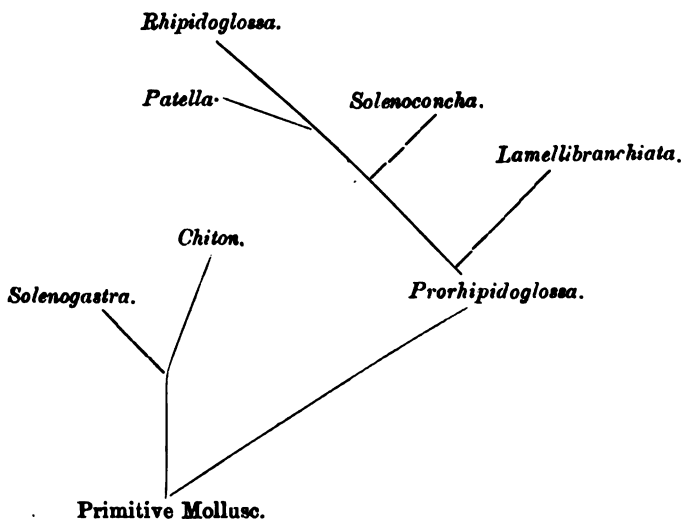 Rhipidoglossa.
Patella.
Solenoconcha.
Lamellibranchiata.
Chiton.
Solenogastra.
Prorhipidoglossa.
Primitive Mollusc.